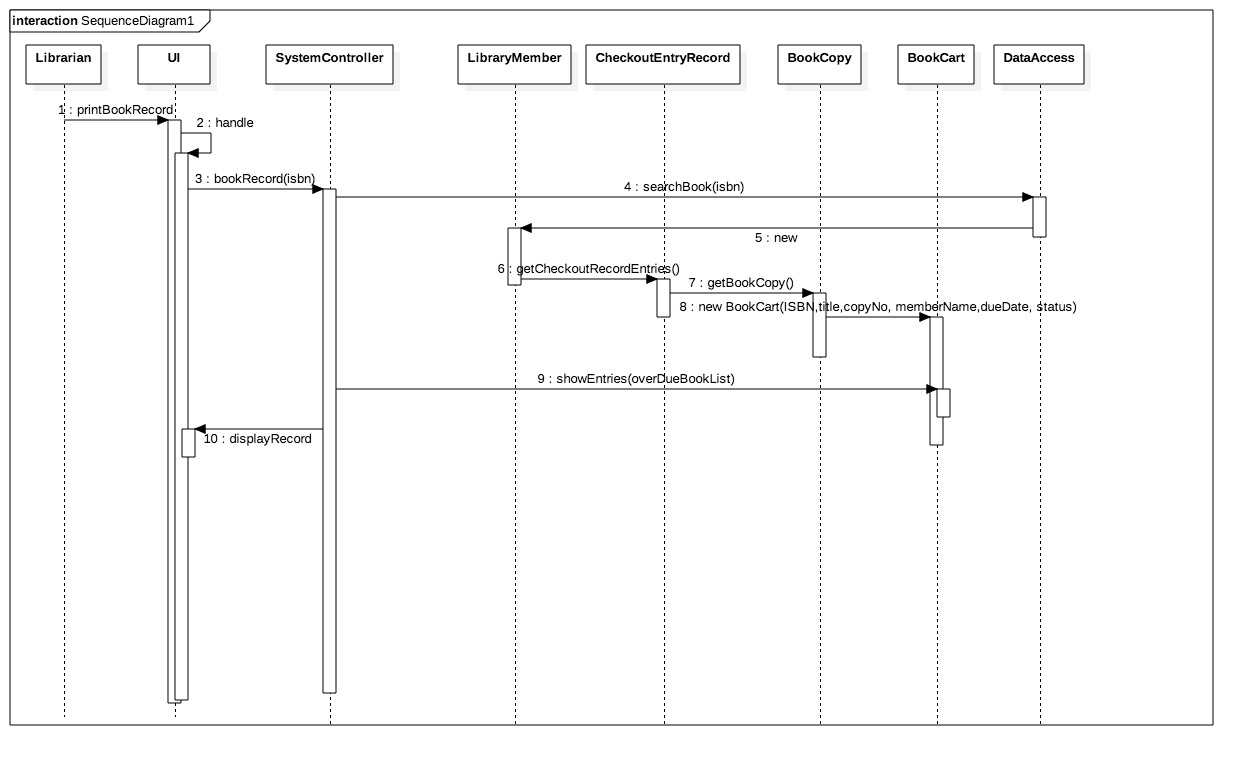 interaction SequenceDiagram1
Librarian
UI
SystemController
LibraryMember
CheckoutEntryRecord
BookCopy
BookCart
DataAccess
1 : printBookRecord
2 : handle
3 : bookRecord(isbn)
4 : searchBook(isbn)
5 : new
6 : getCheckoutRecordEntries()
7 : getBookCopy()
8 : new BookCart(ISBN,title,copyNo, memberName,dueDate, status)
9 : showEntries(overDueBookList)
10 : displayRecord